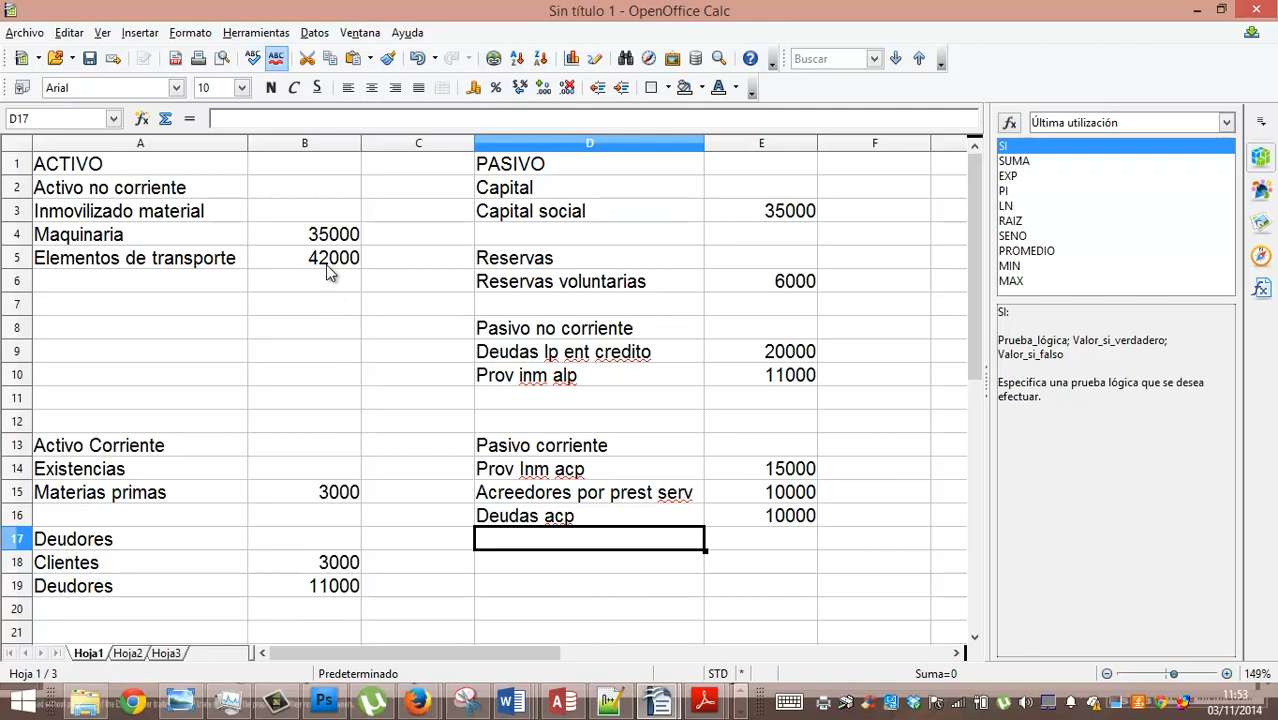 Sin título 1 - OpenOffice Calc
Archivo Editar Ver Insertar Formato Herramientas Datos Ventana Ayuda
ABC ABC Buscar
Arial 10 N C S
D17
Última utilización
A B C D E F
SI
SUMA
EXP
PI
LN
RAIZ
SENO
PROMEDIO
MIN
MAX
SI:
Prueba_lógica; Valor_si_verdadero;
Valor_si_falso
Especifica una prueba lógica que se desea
efectuar.
1 ACTIVO PASIVO
2 Activo no corriente Capital
3 Inmovilizado material Capital social 35000
4 Maquinaria 35000
5 Elementos de transporte 42000 Reservas
6 Reservas voluntarias 6000
7
8 Pasivo no corriente
9 Deudas lp ent credito 20000
10 Prov inm alp 11000
11
12
13 Activo Corriente Pasivo corriente
14 Existencias Prov Inm acp 15000
15 Materias primas 3000 Acreedores por prest serv 10000
16 Deudas acp 10000
17 Deudores
18 Clientes 3000
19 Deudores 11000
20
21
Hoja1 Hoja2 Hoja3
Hoja 1 / 3 Predeterminado STD * Suma=0 149%
11:53
03/11/2014